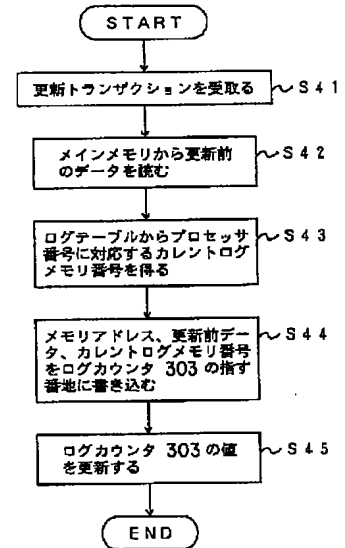 START
更新トランザクションを受取る
S41
メインメモリから更新前
のデータを読む
S42
ログテーブルからプロセッサ
番号に対応するカレントログ
メモリ番号を得る
S43
メモリアドレス、更新前デー
タ、カレントログメモリ番号
をログカウンタ 303 の指す
番地に書き込む
S44
ログカウンタ 303 の値
を更新する
S45
END